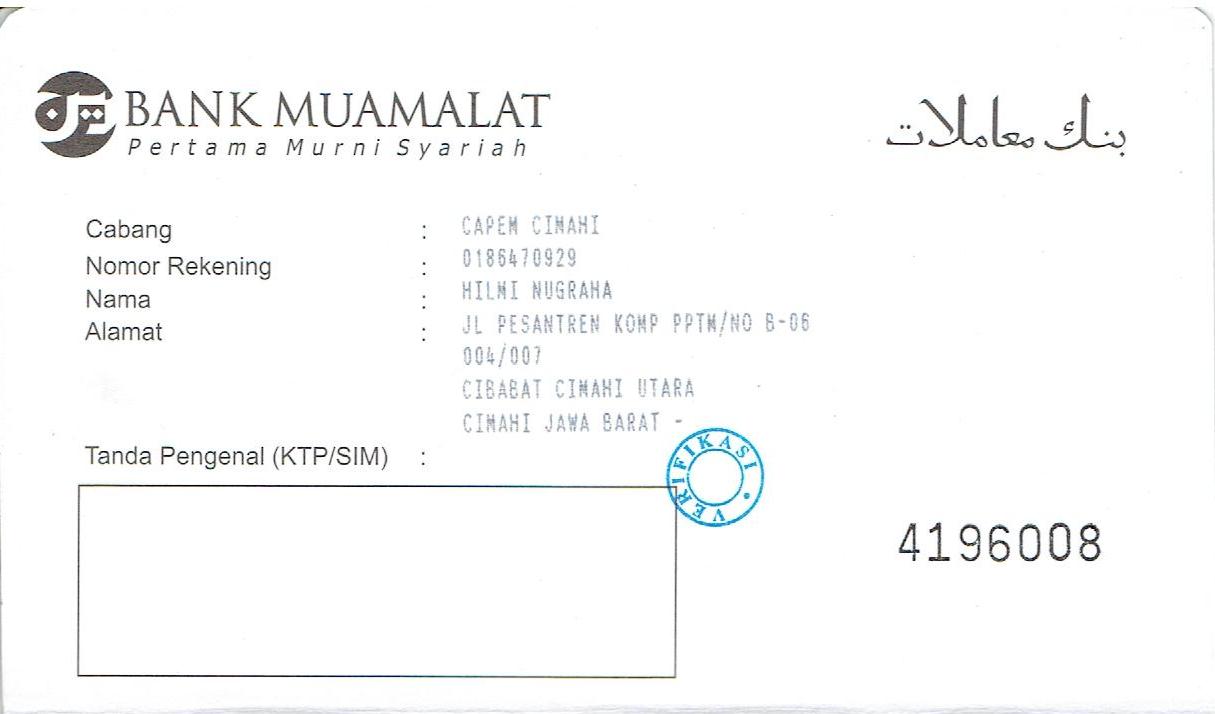 BANK MUAMALAT
Pertama Murni Syariah
بنك معاملات
Cabang : CAPEM CIMAHI
Nomor Rekening : 0186470929
Nama : HILMI NUGRAHA
Alamat : JL PESANTREN KOMP PPTM/NO B-06
004/007
CIBABAT CIMAHI UTARA
CIMAHI JAWA BARAT -
Tanda Pengenal (KTP/SIM) :
VERIFIKASI
4196008